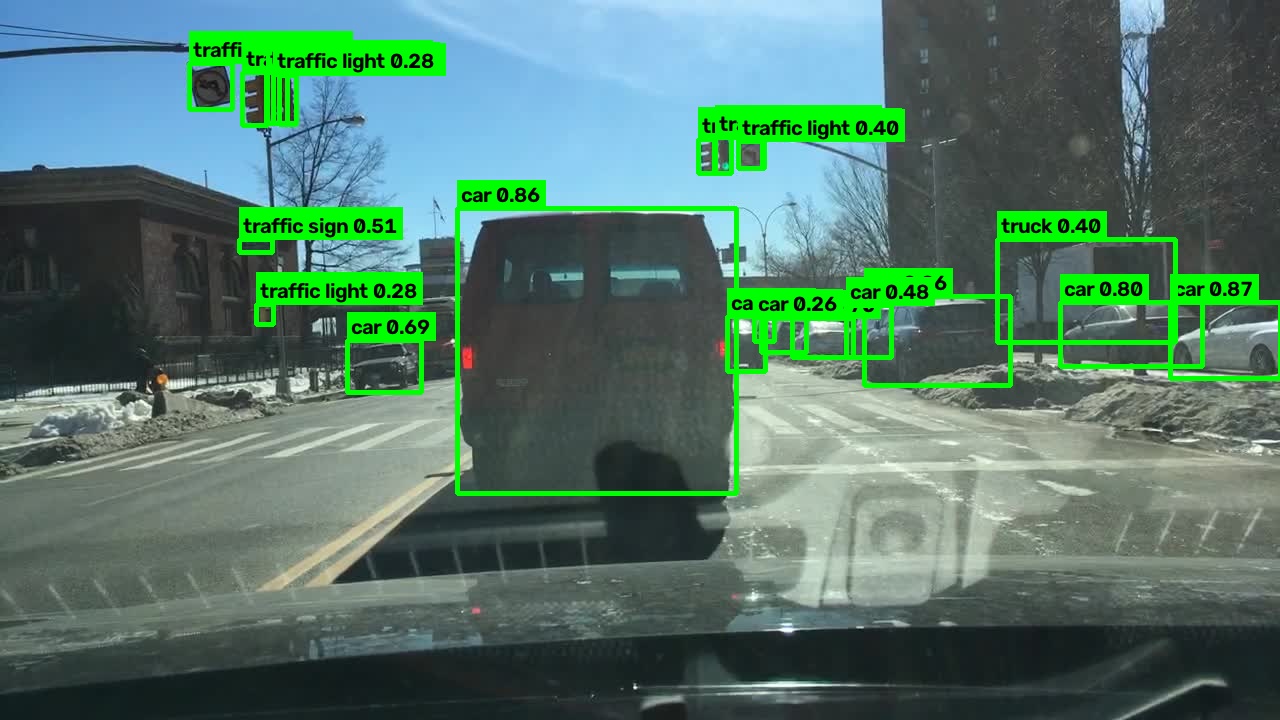 traffi
tra
traffic light 0.28
tr
traffic light 0.40
car 0.86
traffic sign 0.51
truck 0.40
traffic light 0.28
car 0.80
car 0.87
ca
car 0.26
car 0.48
car 0.69